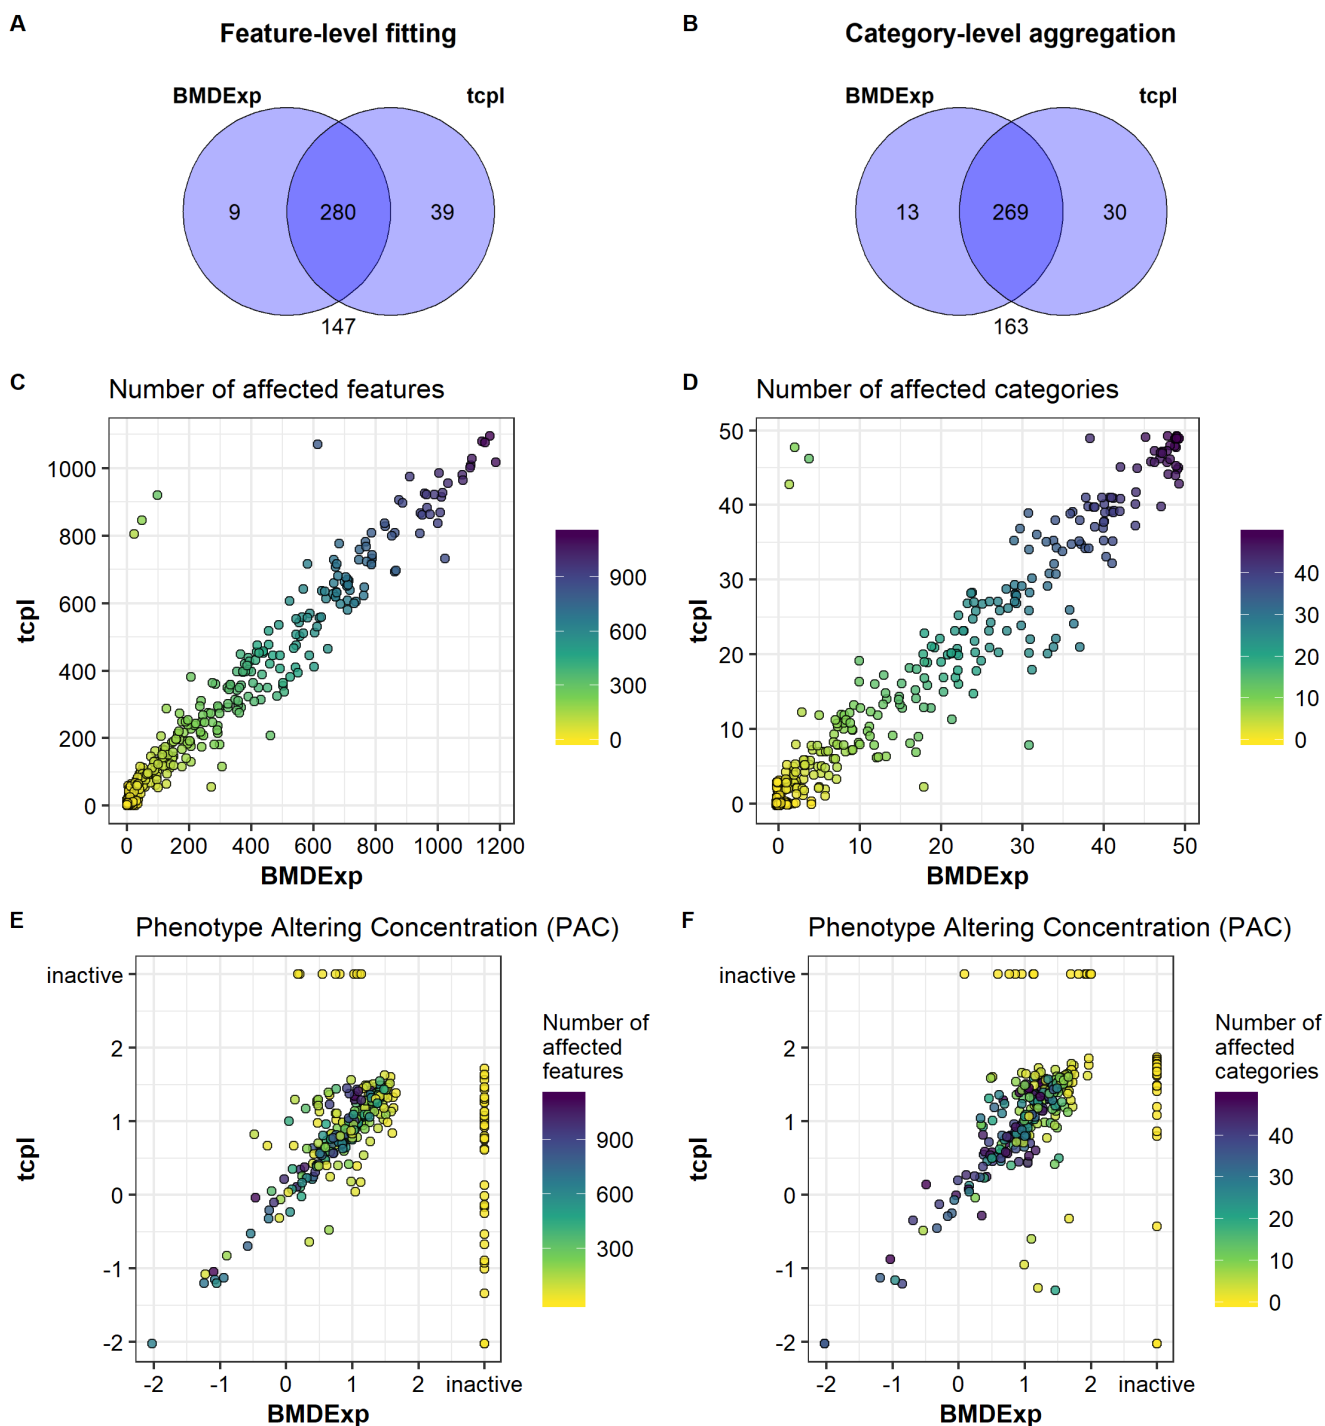 A
Feature-level fitting
BMDExp
tcpl
9
280
39
147
B
Category-level aggregation
BMDExp
tcpl
13
269
30
163
C
Number of affected features
1000
800
600
400
200
0
tcpl
0 200 400 600 800 1000 1200
BMDExp
900
600
300
0
D
Number of affected categories
50
40
30
20
10
0
tcpl
0 10 20 30 40 50
BMDExp
40
30
20
10
0
E
Phenotype Altering Concentration (PAC)
inactive
2
1
0
-1
-2
tcpl
-2 -1 0 1 2 inactive
BMDExp
Number of
affected
features
900
600
300
F
Phenotype Altering Concentration (PAC)
inactive
2
1
0
-1
-2
tcpl
-2 -1 0 1 2 inactive
BMDExp
Number of
affected
categories
40
30
20
10
0